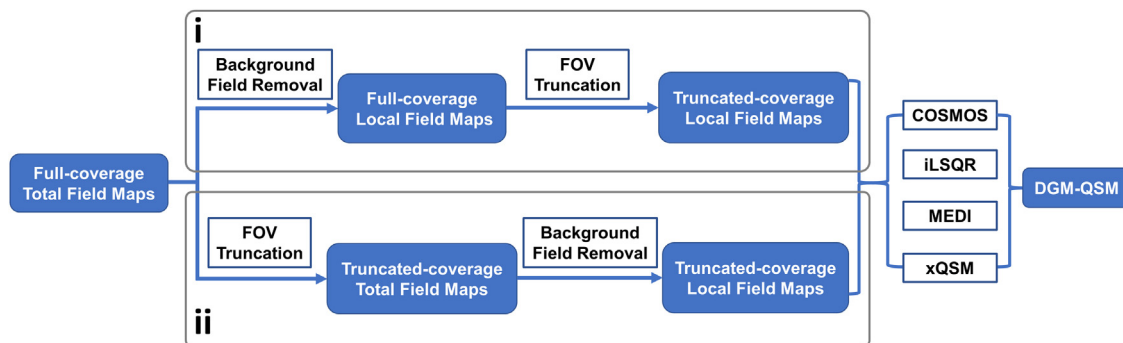 i
Background
Field Removal
FOV
Truncation
Full-coverage
Local Field Maps
Truncated-coverage
Local Field Maps
Full-coverage
Total Field Maps
COSMOS
iLSQR
MEDI
xQSM
DGM-QSM
FOV
Truncation
Background
Field Removal
Truncated-coverage
Total Field Maps
Truncated-coverage
Local Field Maps
ii